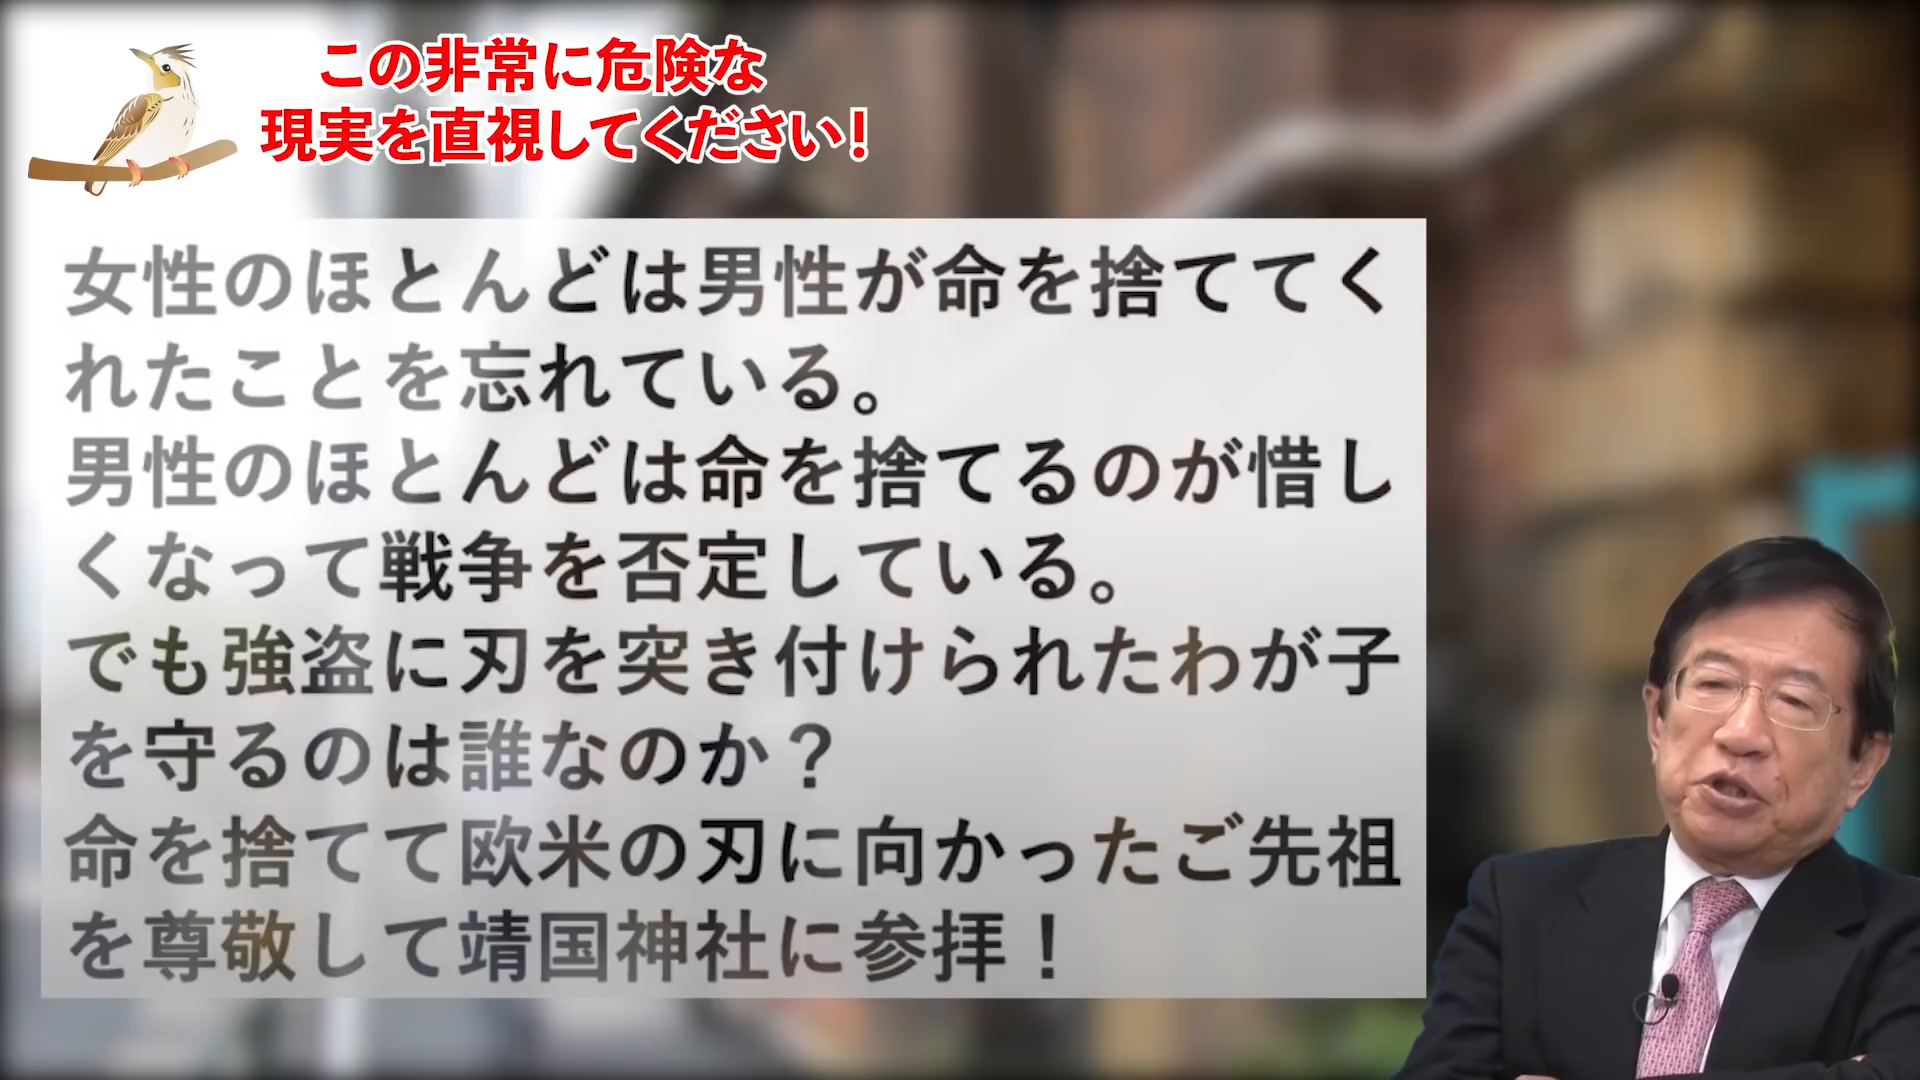 この非常に危険な
現実を直視してください！
女性のほとんどは男性が命を捨ててく
れたことを忘れている。
男性のほとんどは命を捨てるのが惜し
くなって戦争を否定している。
でも強盗に刃を突き付けられたわが子
を守るのは誰なのか？
命を捨てて欧米の刃に向かったご先祖
を尊敬して靖国神社に参拝！